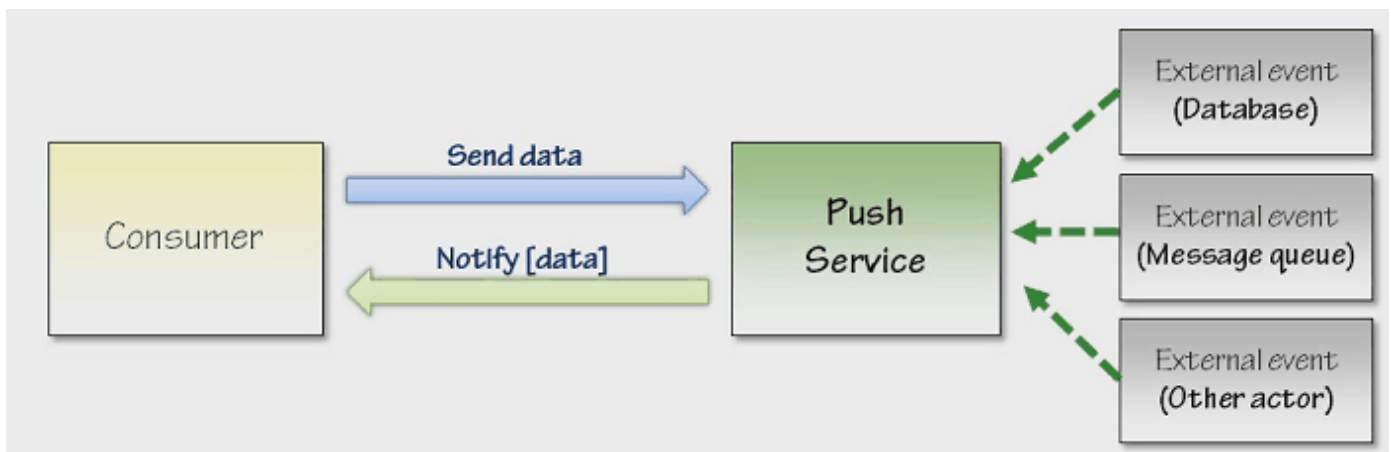 Consumer
Send data
Notify [data]
Push
Service
External event
(Database)
External event
(Message queue)
External event
(Other actor)